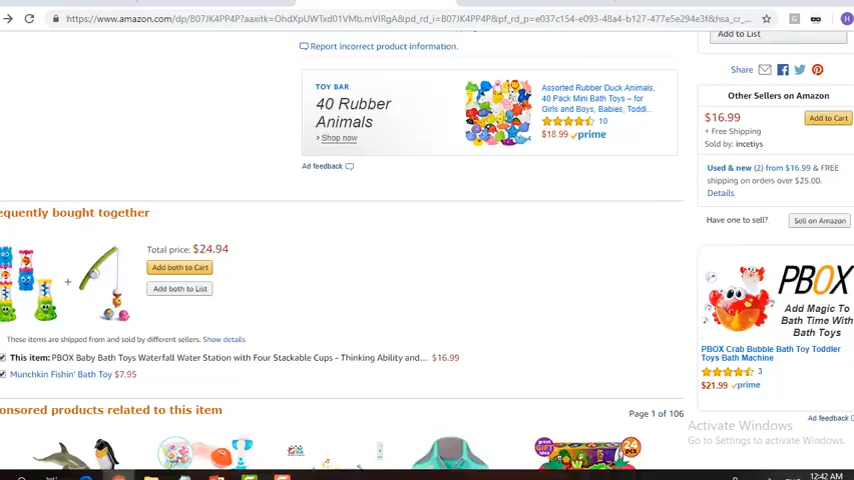 https://www.amazon.com/dp/B07JK4PP4P?aaxitk=OhdXpUWTxd01VMb.mVIRgA&pd_rd_i=B07JK4PP4P&pf_rd_p=e037c154-e093-48a4-b127-477e5e294e3f&hsa_cr_...
H
Add to List
Report incorrect product information.
Share
TOY BAR
40 Rubber
Animals
Shop now
Assorted Rubber Duck Animals,
40 Pack Mini Bath Toys – for
Girls and Boys, Babies, Toddl...
10
$18.99 prime
Ad feedback
Other Sellers on Amazon
$16.99
Add to Cart
+ Free Shipping
Sold by: incetiys
Used & new (2) from $16.99 & FREE
shipping on orders over $25.00.
Details
Have one to sell?
Sell on Amazon
equently bought together
Total price: $24.94
Add both to Cart
+
Add both to List
These items are shipped from and sold by different sellers. Show details
This item: PBOX Baby Bath Toys Waterfall Water Station with Four Stackable Cups - Thinking Ability and... $16.99
Munchkin Fishin' Bath Toy $7.95
PBOX
Add Magic To
Bath Time With
Bath Toys
PBOX Crab Bubble Bath Toy Toddler
Toys Bath Machine
3
$21.99 prime
Ad feedback
onsored products related to this item
Page 1 of 106
Activate Windows
Go to Settings to activate Windows.
great
GIFT
idea
24
PCS
12:42 AM